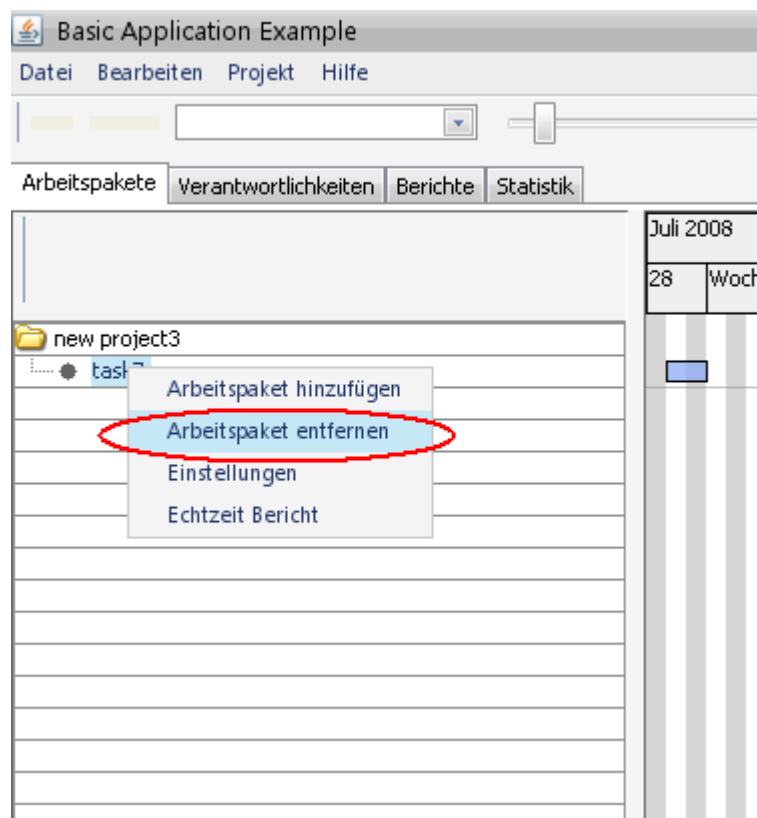 Basic Application Example
Datei Bearbeiten Projekt Hilfe
Arbeitspakete Verantwortlichkeiten Berichte Statistik
Juli 2008
28 Woch
new project3
Arbeitspaket hinzufügen
Arbeitspaket entfernen
Einstellungen
Echtzeit Bericht